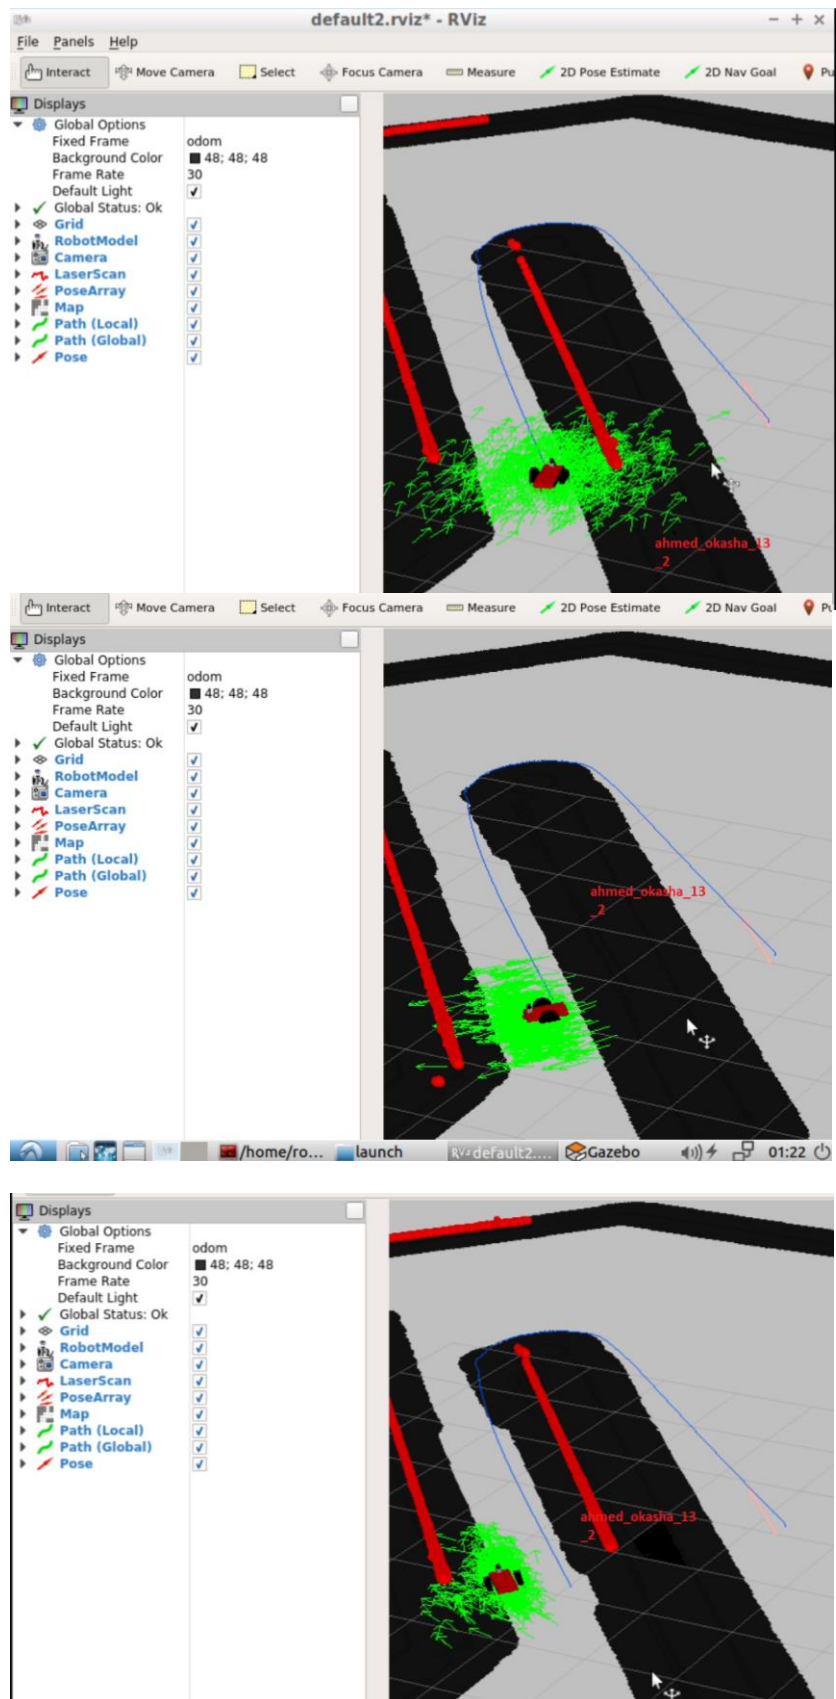 default2.rviz* - RViz
File Panels Help
Interact Move Camera Select Focus Camera Measure 2D Pose Estimate 2D Nav Goal
Displays
Global Options
Fixed Frame odom
Background Color 48; 48; 48
Frame Rate 30
Default Light
Global Status: Ok
Grid
RobotModel
Camera
LaserScan
PoseArray
Map
Path (Local)
Path (Global)
Pose
ahmed_okasha_13
_2
Interact Move Camera Select Focus Camera Measure 2D Pose Estimate 2D Nav Goal
Displays
Global Options
Fixed Frame odom
Background Color 48; 48; 48
Frame Rate 30
Default Light
Global Status: Ok
Grid
RobotModel
Camera
LaserScan
PoseArray
Map
Path (Local)
Path (Global)
Pose
ahmed_okasha_13
_2
/home/ro... launch default2.... Gazebo 01:22
Displays
Global Options
Fixed Frame odom
Background Color 48; 48; 48
Frame Rate 30
Default Light
Global Status: Ok
Grid
RobotModel
Camera
LaserScan
PoseArray
Map
Path (Local)
Path (Global)
Pose
ahmed_okasha_13
_2